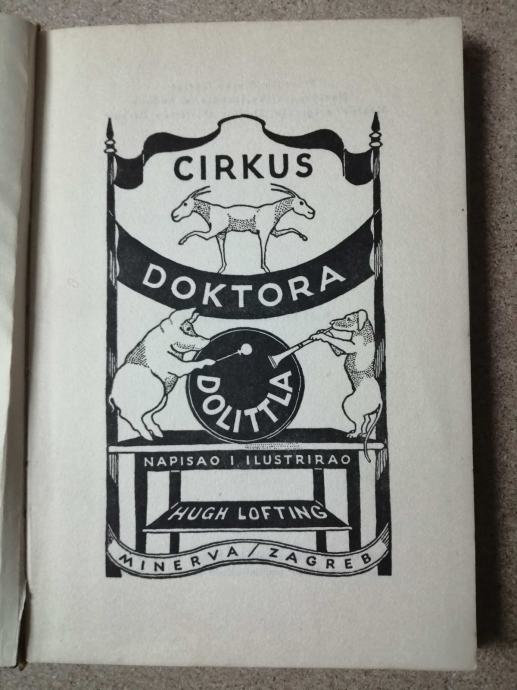 CIRKUS
DOKTORA
DOLITTLA
NAPISAO I ILUSTRIRAO
HUGH LOFTING
MINERVA / ZAGREB